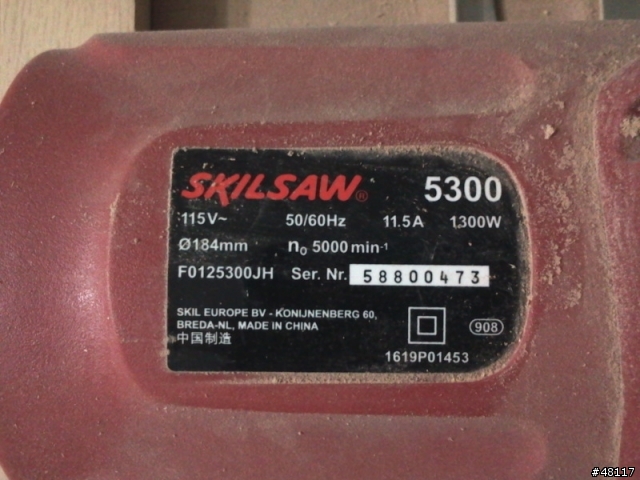 SKILSAW® 5300
115V~ 50/60Hz 11.5A 1300W
Ø184mm n₀ 5000 min⁻¹
F0125300JH Ser. Nr. 58800473
SKIL EUROPE BV - KONIJNENBERG 60,
BREDA-NL, MADE IN CHINA
中国制造
908
1619P01453
#48117